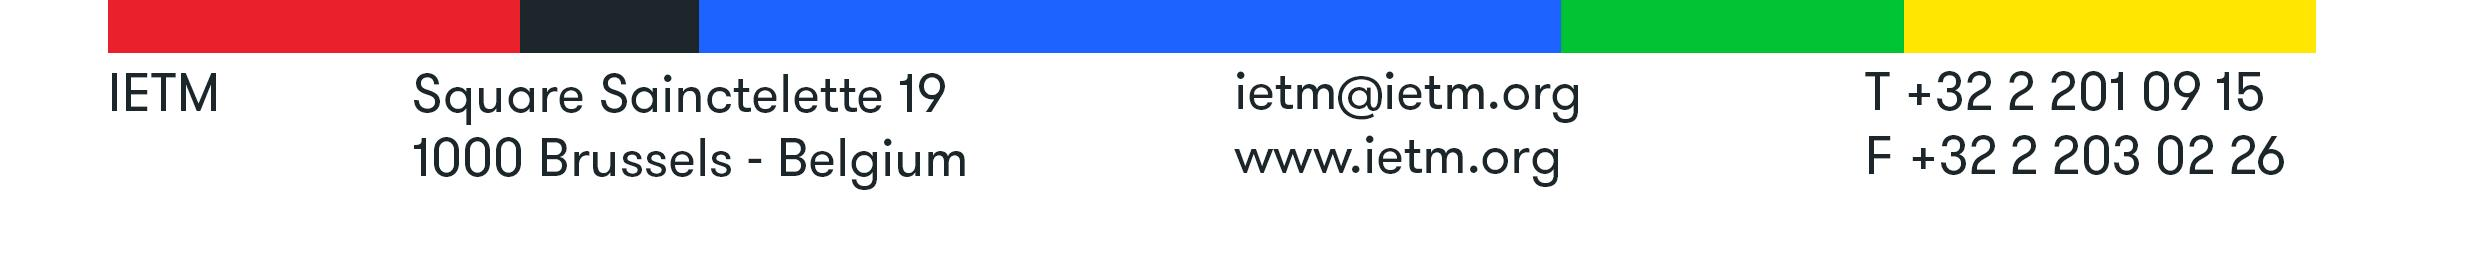 IETM
Square Sainctelette 19
1000 Brussels - Belgium
ietm@ietm.org
www.ietm.org
T +32 2 201 09 15
F +32 2 203 02 26